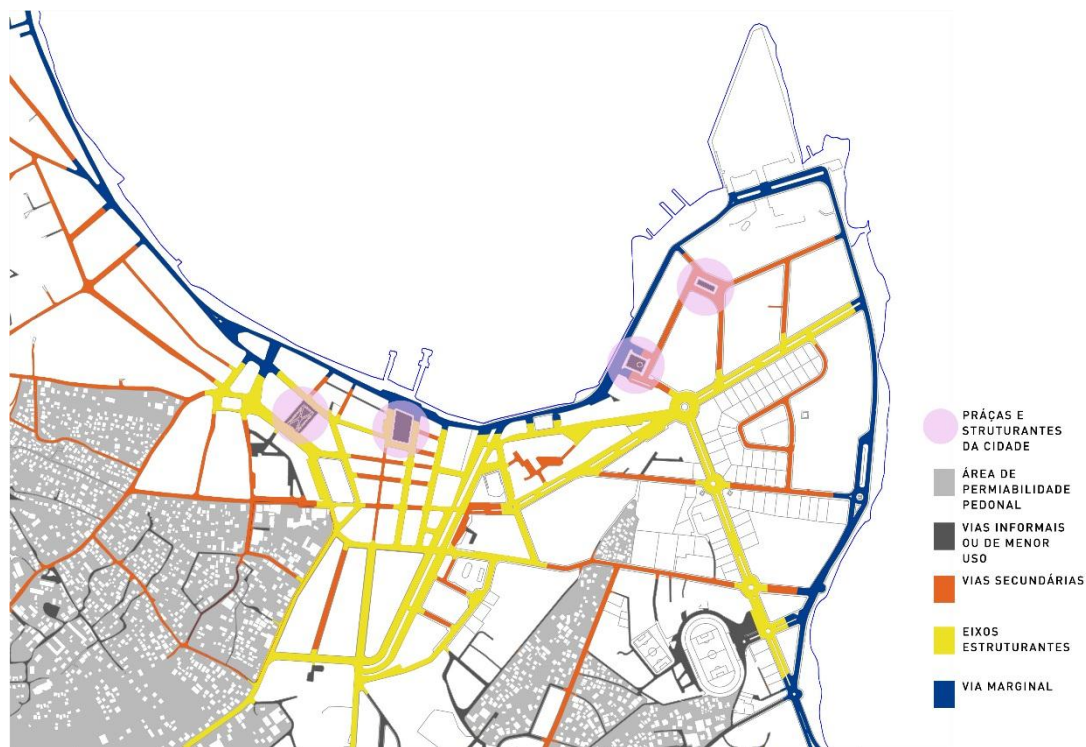 PRÁÇAS E
STRUTURANTES
DA CIDADE
ÁREA DE
PERMIABILIDADE
PEDONAL
VIAS INFORMAIS
OU DE MENOR
USO
VIAS SECUNDÁRIAS
EIXOS
ESTRUTURANTES
VIA MARGINAL